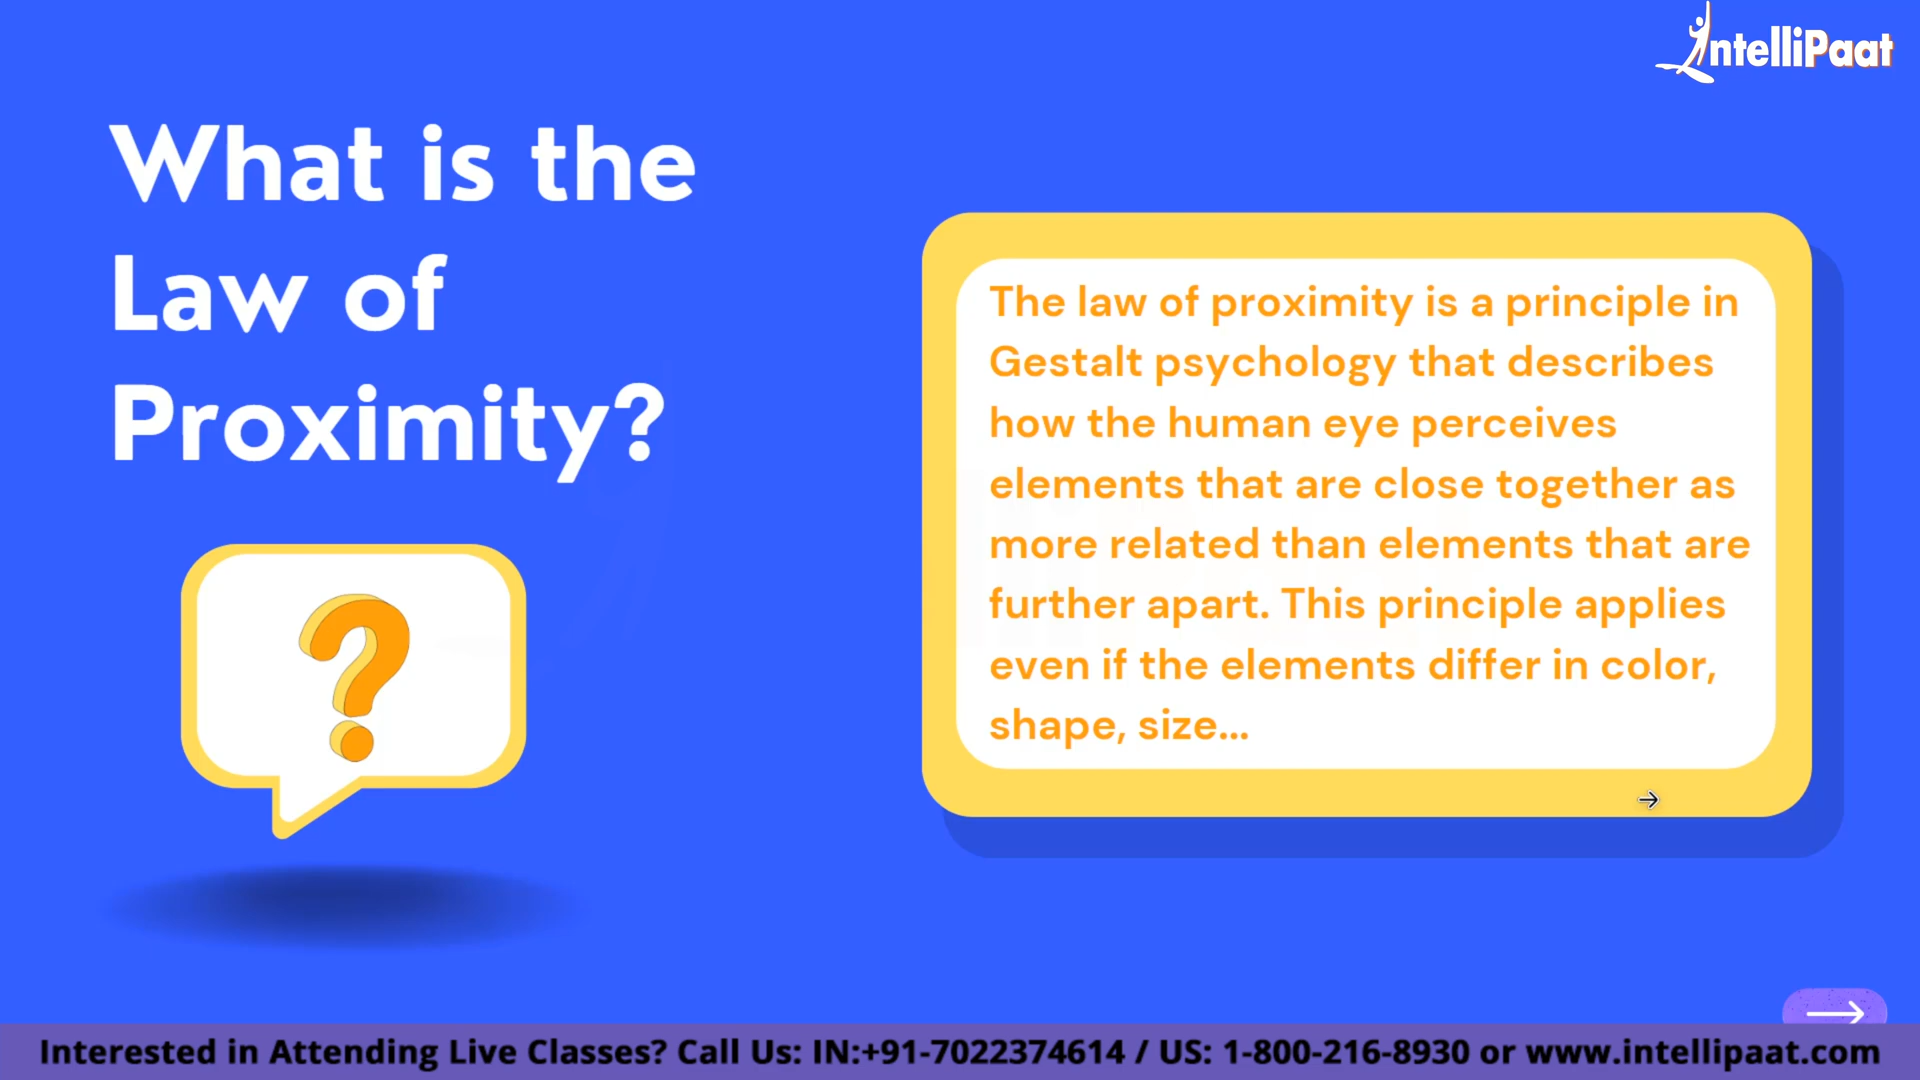 IntelliPaat
What is the
Law of
Proximity?
The law of proximity is a principle in
Gestalt psychology that describes
how the human eye perceives
elements that are close together as
more related than elements that are
further apart. This principle applies
even if the elements differ in color,
shape, size...
?
Interested in Attending Live Classes? Call Us: IN:+91-7022374614 / US: 1-800-216-8930 or www.intellipaat.com